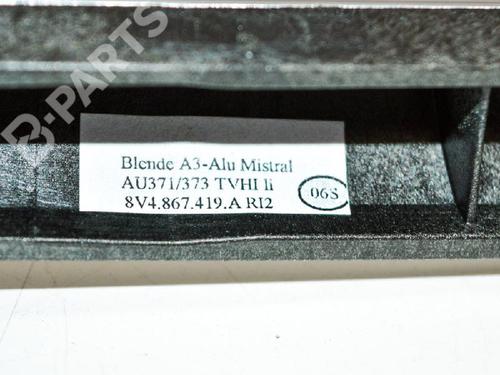 B-PARTS
Blende A3-Alu Mistral
AU371/373 TVHI li
8V4.867.419.A RI2
06S